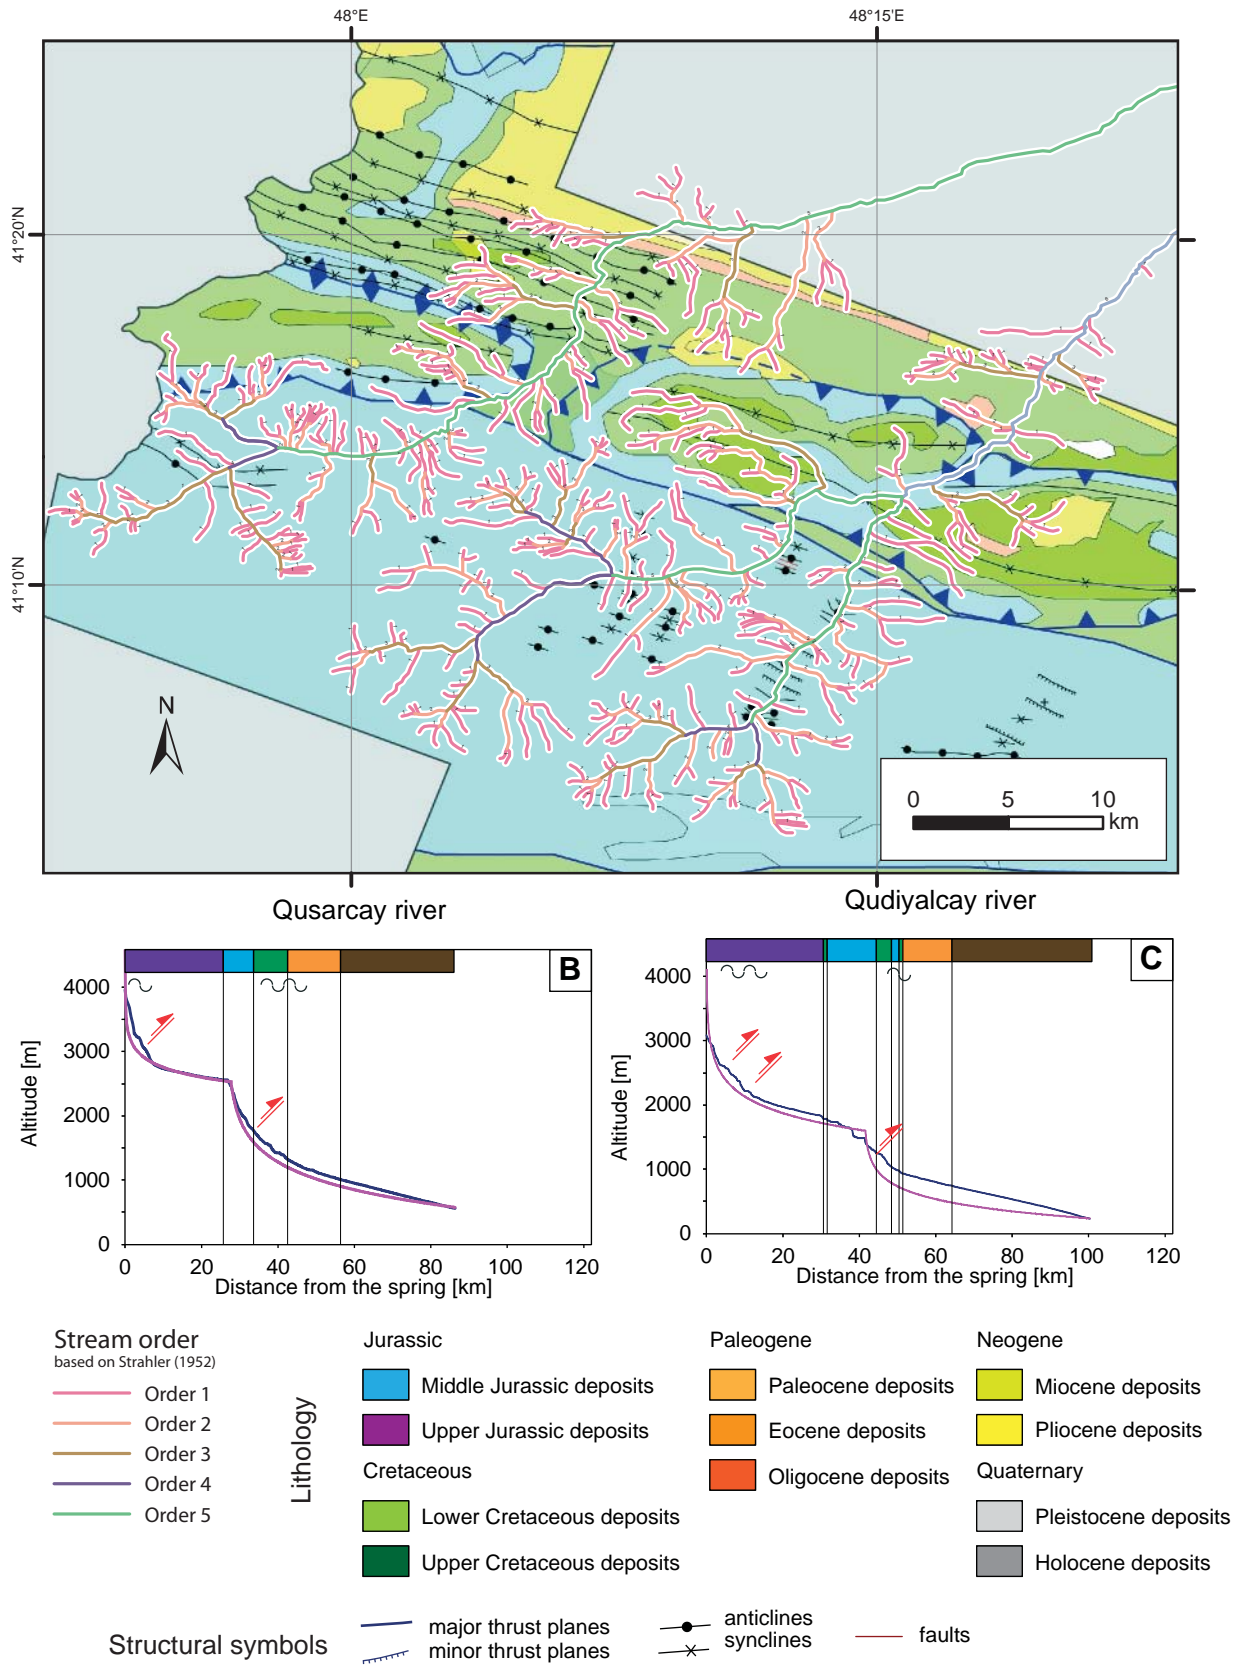 48°E
48°15'E
41°20'N
41°10'N
N
0 5 10
km
Qusarcay river
Qudiyalcay river
B
C
4000
3000
2000
1000
0
Altitude [m]
0 20 40 60 80 100 120
Distance from the spring [km]
4000
3000
2000
1000
0
Altitude [m]
0 20 40 60 80 100 120
Distance from the spring [km]
Stream order
based on Strahler (1952)
Order 1
Order 2
Order 3
Order 4
Order 5
Lithology
Jurassic
Middle Jurassic deposits
Upper Jurassic deposits
Cretaceous
Lower Cretaceous deposits
Upper Cretaceous deposits
Paleogene
Paleocene deposits
Eocene deposits
Oligocene deposits
Neogene
Miocene deposits
Pliocene deposits
Quaternary
Pleistocene deposits
Holocene deposits
Structural symbols
major thrust planes
minor thrust planes
anticlines
synclines
faults